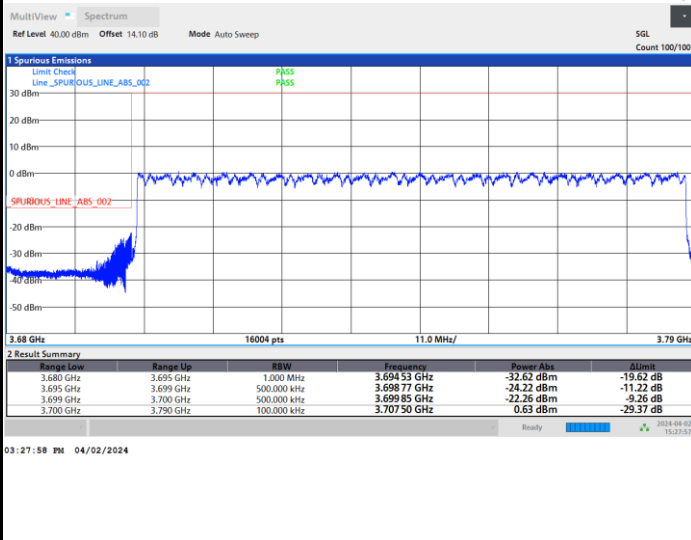 MultiView Spectrum
Ref Level 40.00 dBm Offset 14.10 dB Mode Auto Sweep SGL
Count 100/100
1 Spurious Emissions
Limit Check PASS
Line _SPURIOUS_LINE_ABS_002 PASS
30 dBm
20 dBm
10 dBm
0 dBm
_SPURIOUS_LINE_ABS_002
-20 dBm
-30 dBm
-40 dBm
-50 dBm
3.68 GHz 16004 pts 11.0 MHz/ 3.79 GHz
2 Result Summary
Range Low Range Up RBW Frequency Power Abs ΔLimit
3.680 GHz 3.695 GHz 1.000 MHz 3.694 53 GHz -32.62 dBm -19.62 dB
3.695 GHz 3.699 GHz 500.000 kHz 3.698 77 GHz -24.22 dBm -11.22 dB
3.699 GHz 3.700 GHz 500.000 kHz 3.699 85 GHz -22.26 dBm -9.26 dB
3.700 GHz 3.790 GHz 100.000 kHz 3.707 50 GHz 0.63 dBm -29.37 dB
Ready 2024-04-02
15:27:57
03:27:58 PM 04/02/2024